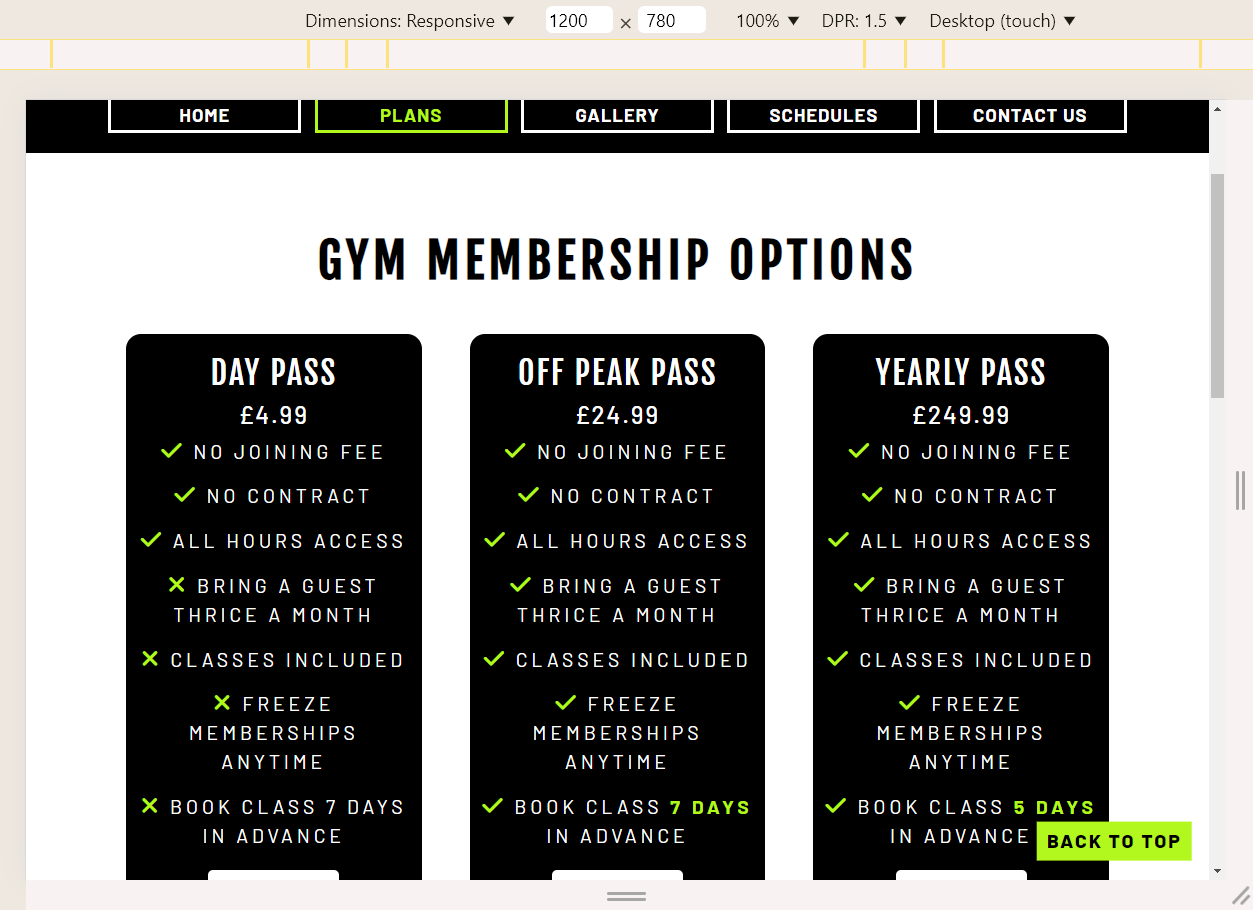 Dimensions: Responsive ▼ 1200 × 780 100% ▼ DPR: 1.5 ▼ Desktop (touch) ▼
HOME PLANS GALLERY SCHEDULES CONTACT US
GYM MEMBERSHIP OPTIONS
DAY PASS
£4.99
NO JOINING FEE
NO CONTRACT
ALL HOURS ACCESS
BRING A GUEST
THRICE A MONTH
CLASSES INCLUDED
FREEZE
MEMBERSHIPS
ANYTIME
BOOK CLASS 7 DAYS
IN ADVANCE
OFF PEAK PASS
£24.99
NO JOINING FEE
NO CONTRACT
ALL HOURS ACCESS
BRING A GUEST
THRICE A MONTH
CLASSES INCLUDED
FREEZE
MEMBERSHIPS
ANYTIME
BOOK CLASS 7 DAYS
IN ADVANCE
YEARLY PASS
£249.99
NO JOINING FEE
NO CONTRACT
ALL HOURS ACCESS
BRING A GUEST
THRICE A MONTH
CLASSES INCLUDED
FREEZE
MEMBERSHIPS
ANYTIME
BOOK CLASS 5 DAYS
IN ADVANCE
BACK TO TOP